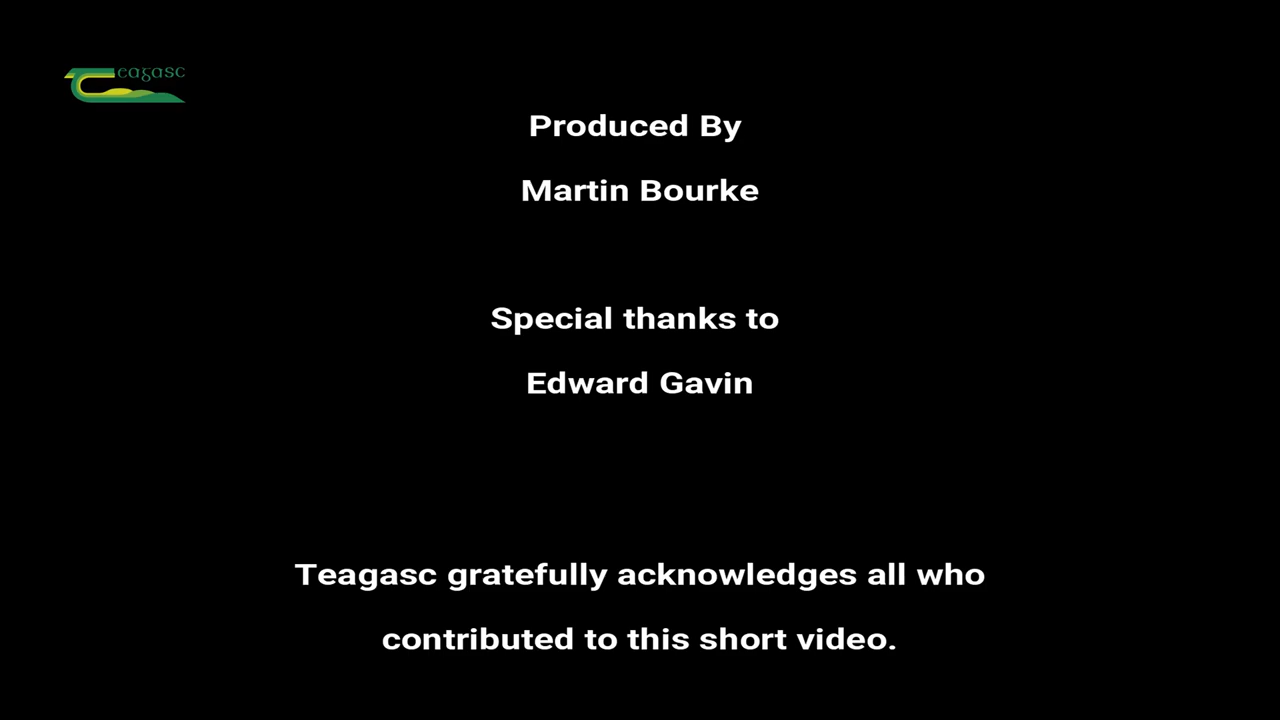 Teagasc
Produced By
Martin Bourke
Special thanks to
Edward Gavin
Teagasc gratefully acknowledges all who
contributed to this short video.